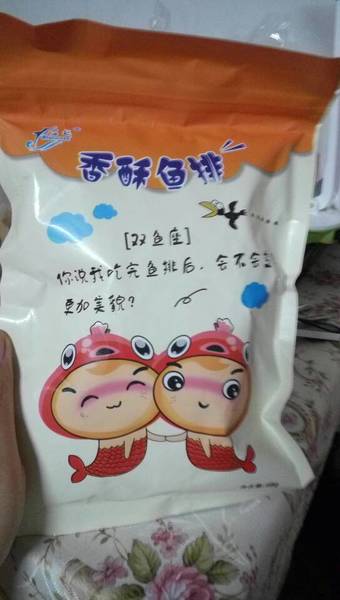 香酥鱼排
[双鱼座]
你说我吃完鱼排后，会不会变
更加美貌？